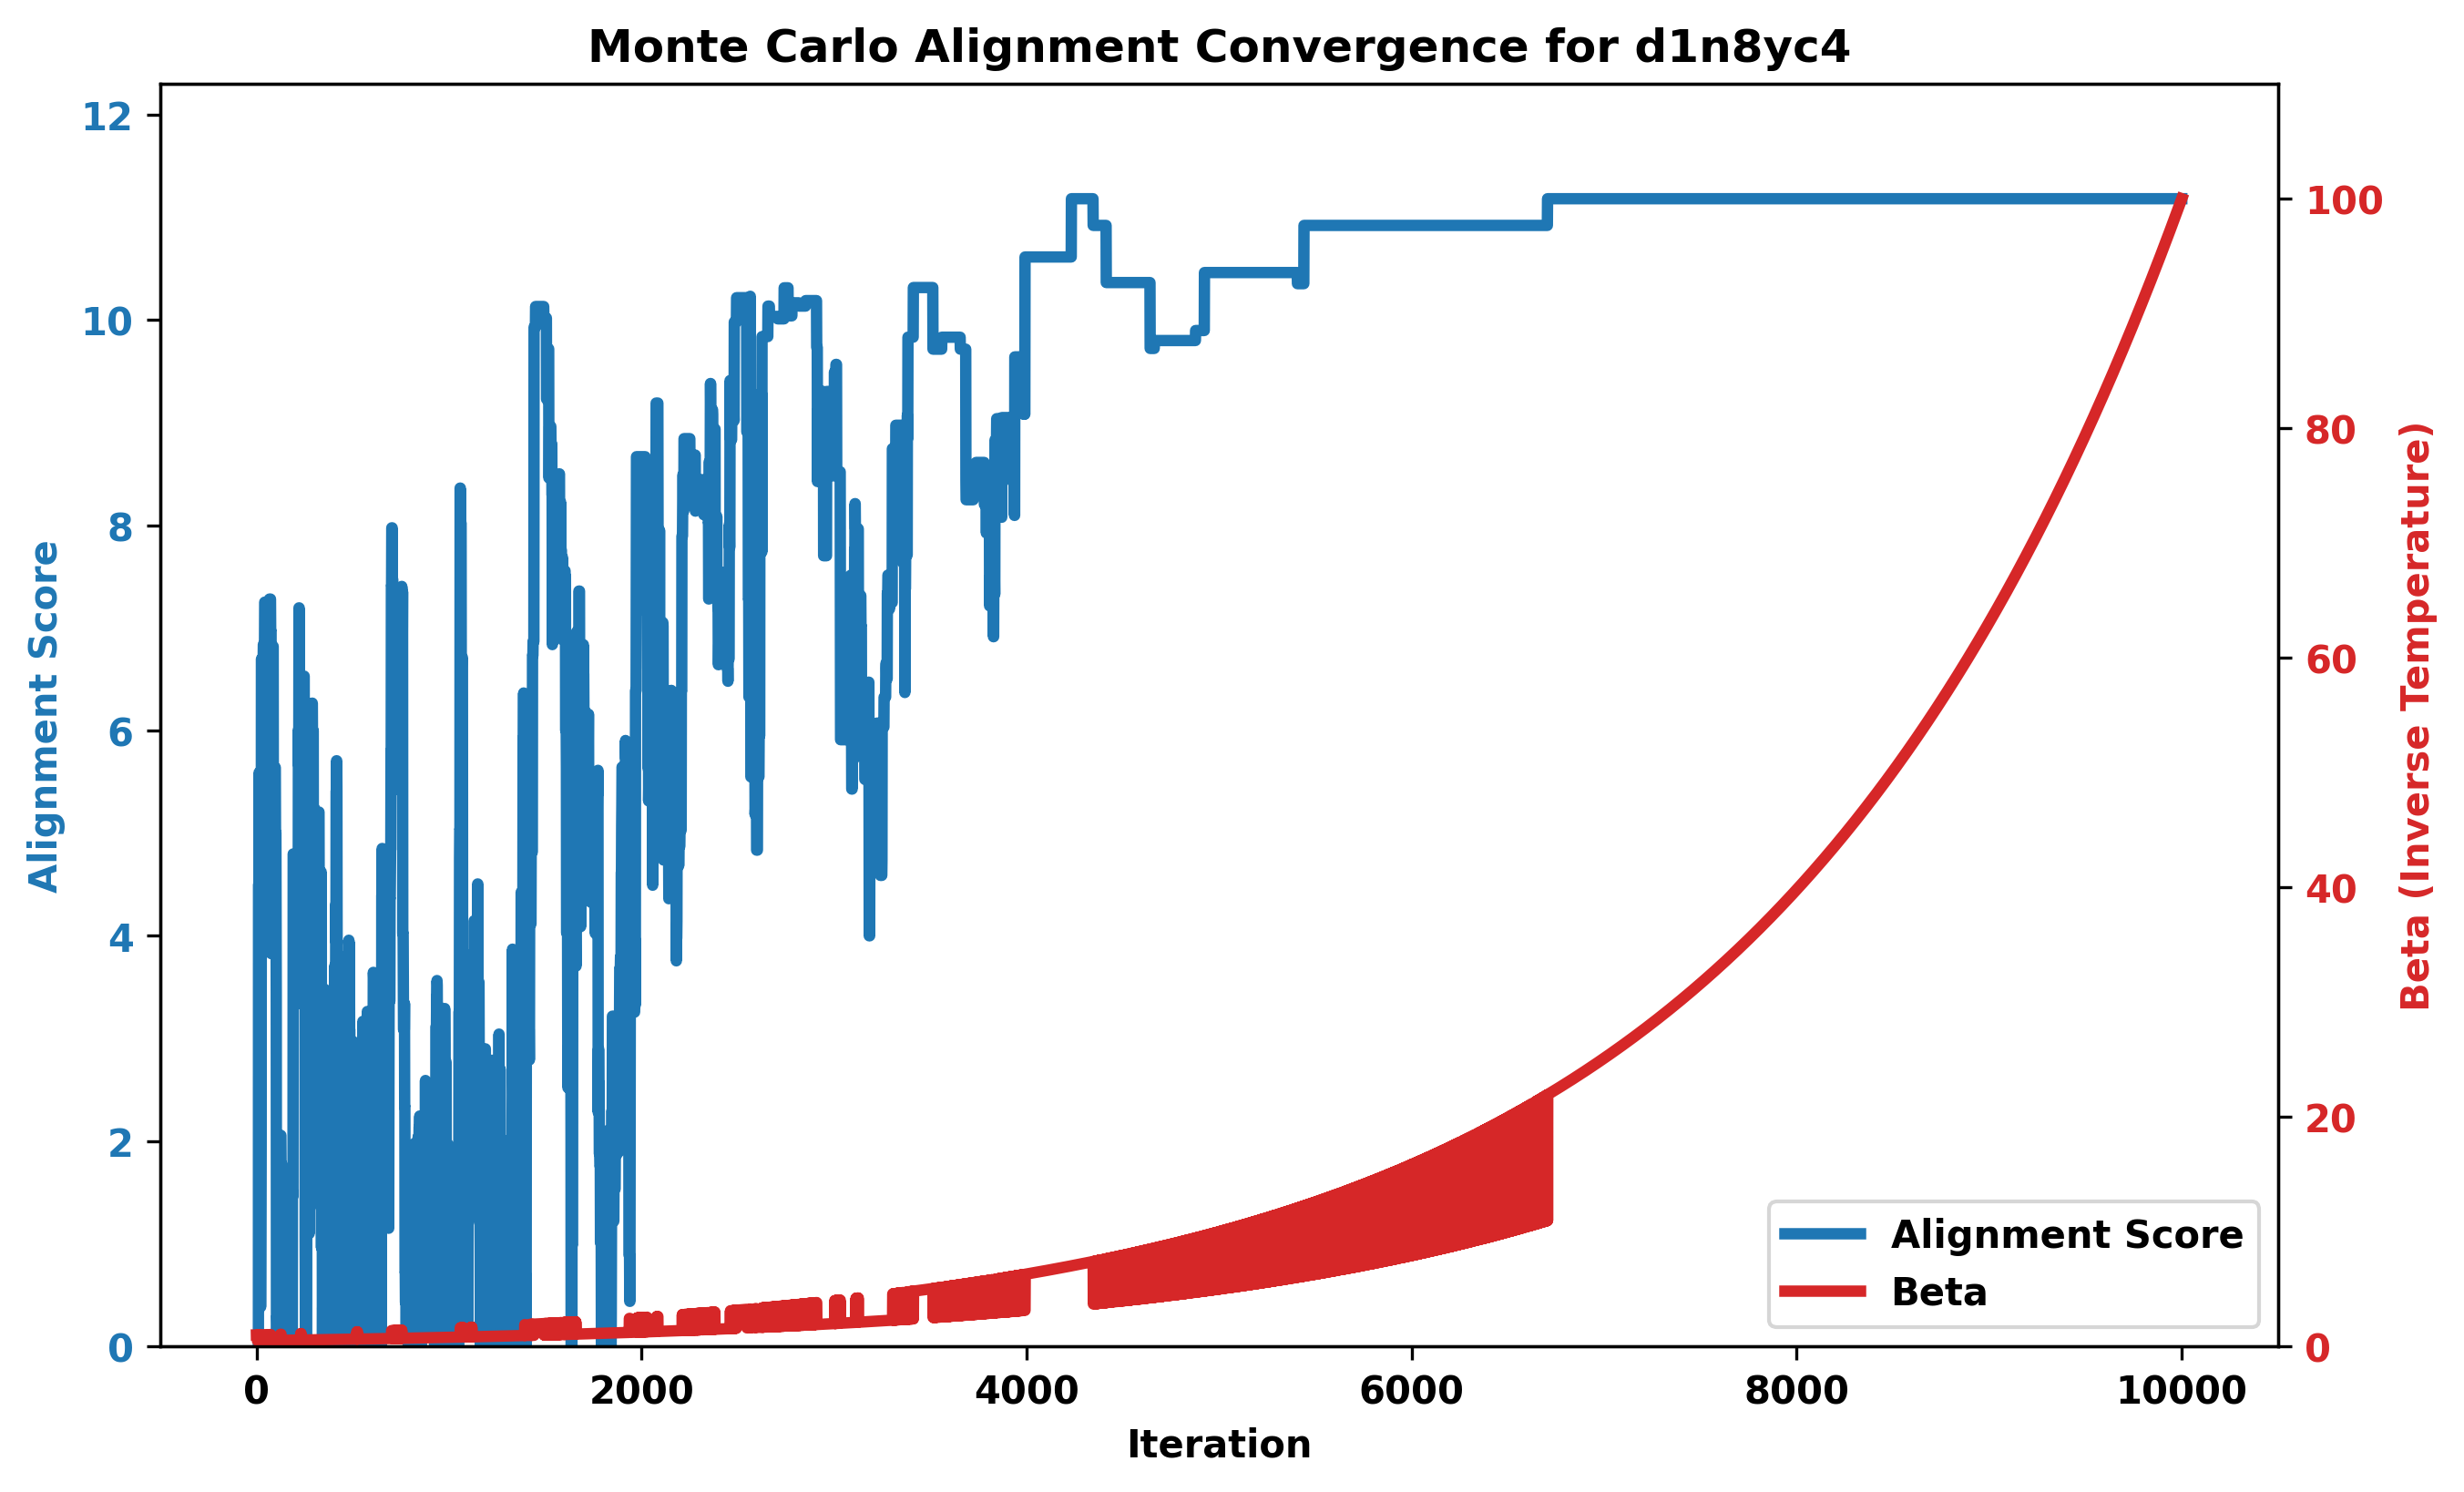 Monte Carlo Alignment Convergence for d1n8yc4
12
10
8
6
4
2
0
Alignment Score
100
80
60
40
20
0
Beta (Inverse Temperature)
Alignment Score
Beta
0 2000 4000 6000 8000 10000
Iteration